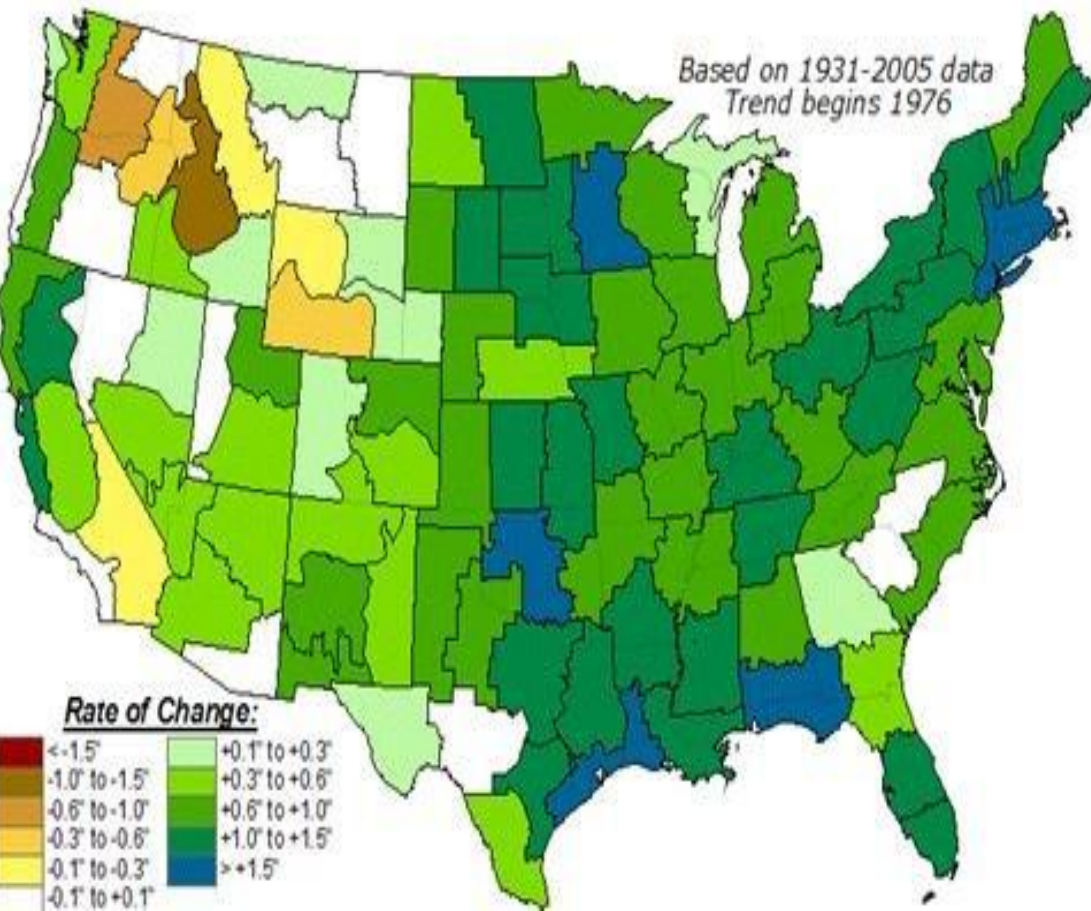 Based on 1931-2005 data
Trend begins 1976
Rate of Change:
< -1.5"
-1.0" to -1.5"
-0.6" to -1.0"
-0.3" to -0.6"
-0.1" to -0.3"
-0.1" to +0.1"
+0.1" to +0.3"
+0.3" to +0.6"
+0.6" to +1.0"
+1.0" to +1.5"
> +1.5"